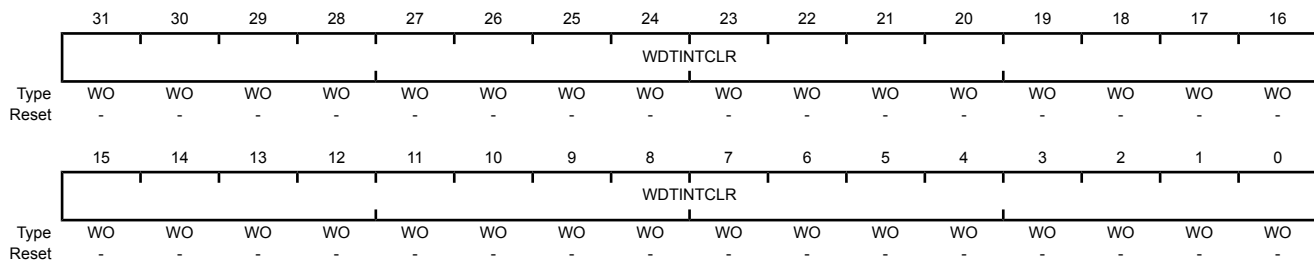 31 30 29 28 27 26 25 24 23 22 21 20 19 18 17 16
WDTINTCLR
Type WO WO WO WO WO WO WO WO WO WO WO WO WO WO WO WO
Reset - - - - - - - - - - - - - - - -
15 14 13 12 11 10 9 8 7 6 5 4 3 2 1 0
WDTINTCLR
Type WO WO WO WO WO WO WO WO WO WO WO WO WO WO WO WO
Reset - - - - - - - - - - - - - - - -